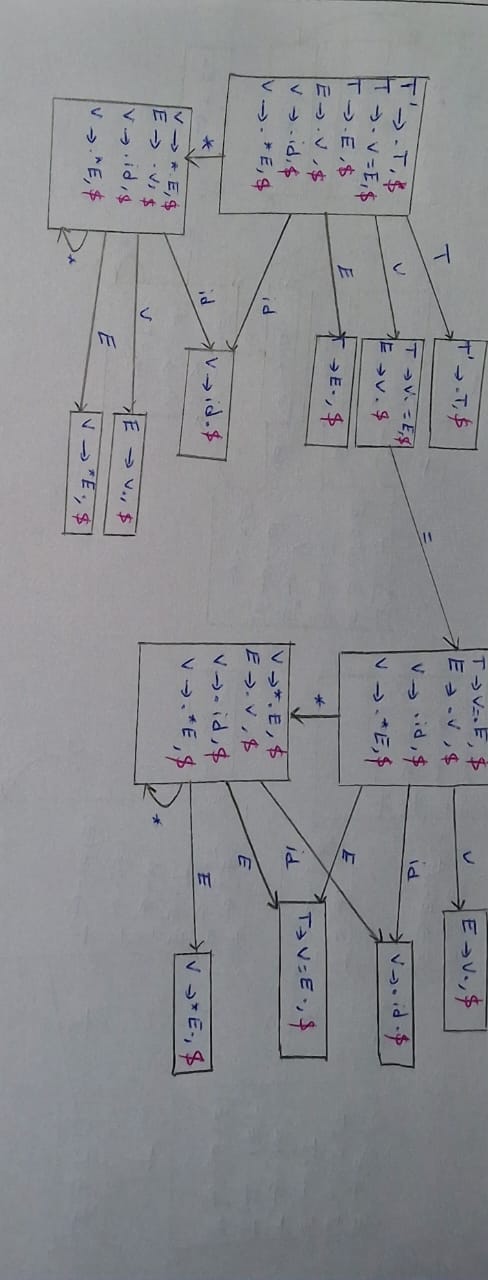 T' → .T, $
T
T → V=.E, $
E → .V, $
V → .id, $
V → .*E, $
V
E → V., $
=
T' → .T, $
T → .V=E, $
T → .E, $
E → .V, $
V → .id, $
V → .*E, $
V
T → V.=E, $
E → V. $
E
T → E., $
id
V → .id.$
E
T → V=E., $
id
E
*
V → *.E, $
E → .V, $
V → .id, $
V → .*E, $
E
V → *E., $
*
id
id
V → id.$
*
V → *.E, $
E → .V, $
V → .id, $
V → .*E, $
V
E → V., $
E
V → *E., $
*